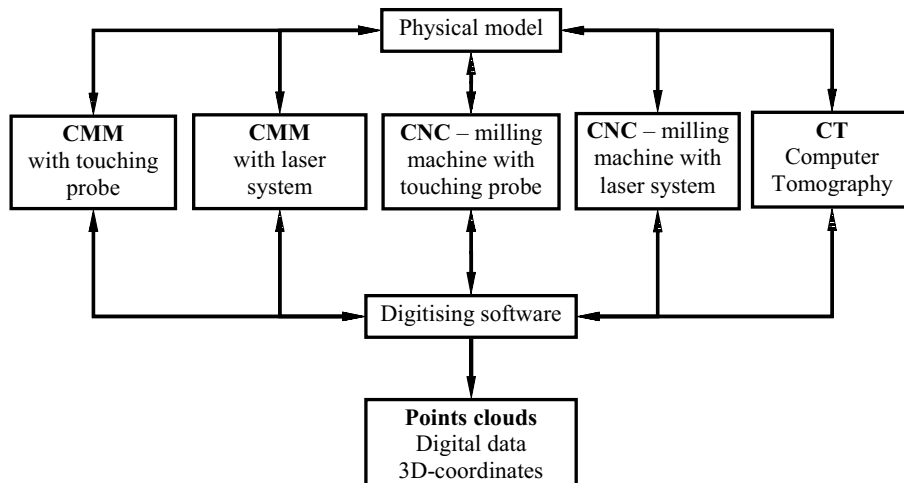 Physical model
CMM
with touching
probe
CMM
with laser
system
CNC – milling
machine with
touching probe
CNC – milling
machine with
laser system
CT
Computer
Tomography
Digitising software
Points clouds
Digital data
3D-coordinates